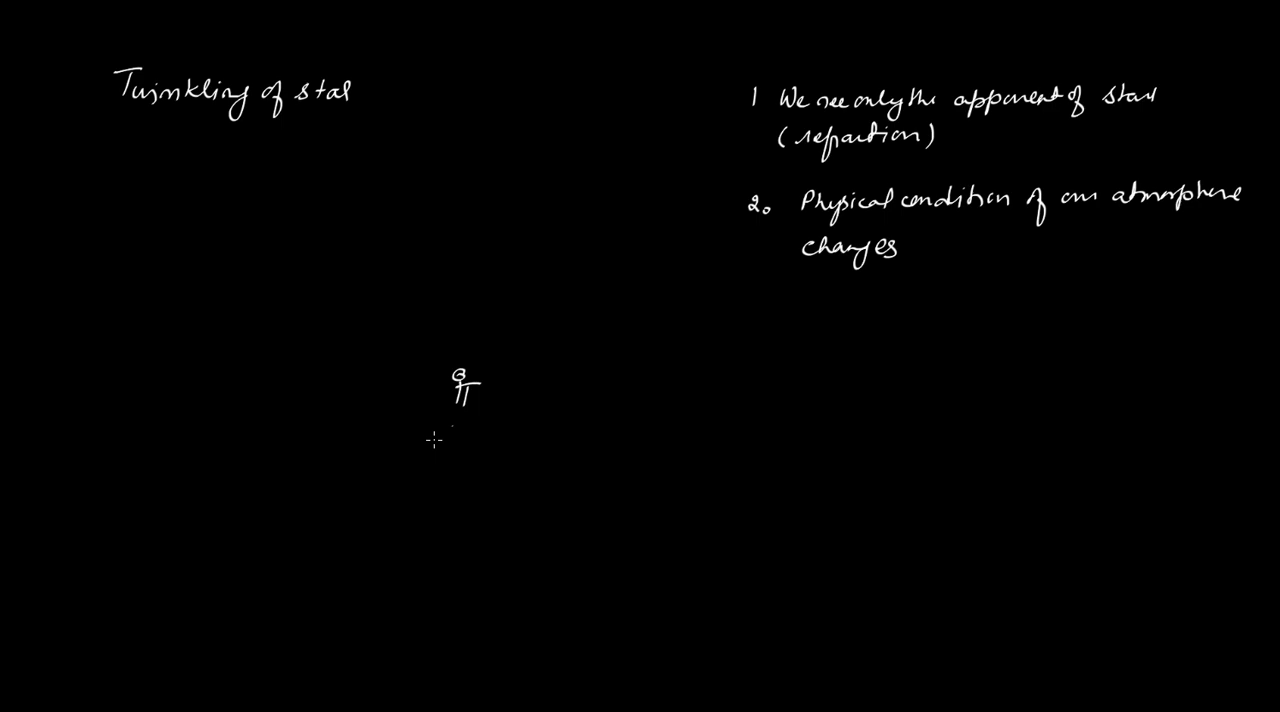 Twinkling of star
1 We see only the apparent of star
(refraction)
2. Physical condition of our atmosphere
changes